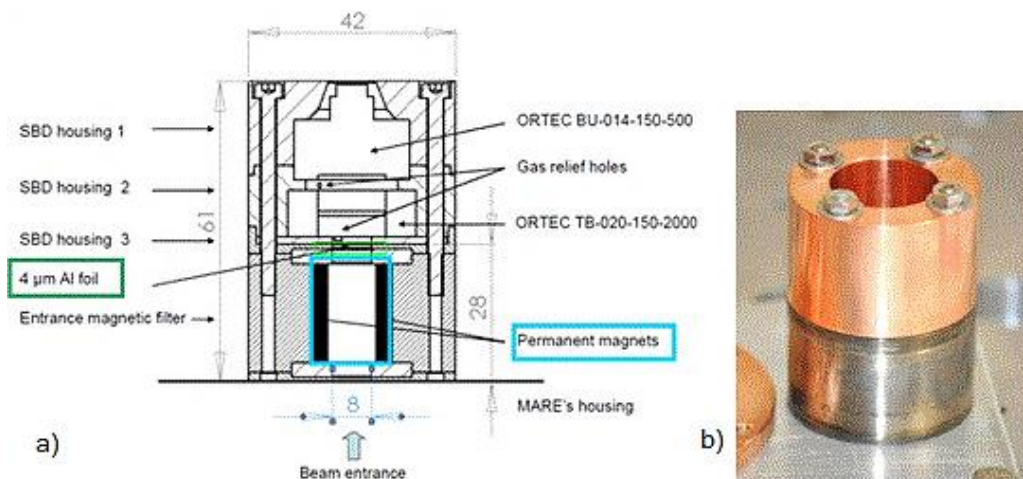 42
SBD housing 1
ORTEC BU-014-150-500
Gas relief holes
SBD housing 2
ORTEC TB-020-150-2000
61
SBD housing 3
4 µm Al foil
28
Entrance magnetic filter
Permanent magnets
MARE's housing
8
a)
b)
Beam entrance